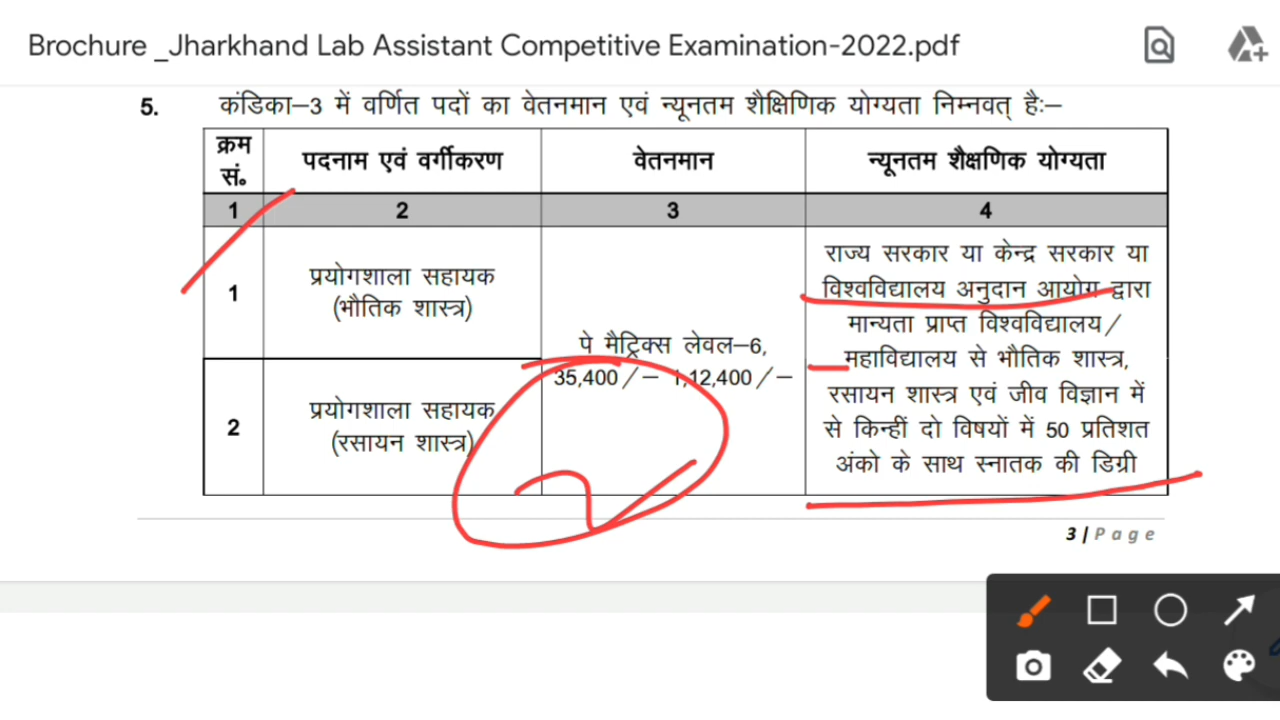 Brochure _Jharkhand Lab Assistant Competitive Examination-2022.pdf
5. कंडिका–3 में वर्णित पदों का वेतनमान एवं न्यूनतम शैक्षिणिक योग्यता निम्नवत् है:–
क्रम सं॰
पदनाम एवं वर्गीकरण
वेतनमान
न्यूनतम शैक्षणिक योग्यता
1 2 3 4
1
प्रयोगशाला सहायक
(भौतिक शास्त्र)
2
प्रयोगशाला सहायक
(रसायन शास्त्र)
पे मैट्रिक्स लेवल–6,
35,400/– 1,12,400/–
राज्य सरकार या केन्द्र सरकार या
विश्वविद्यालय अनुदान आयोग द्वारा
मान्यता प्राप्त विश्वविद्यालय/
महाविद्यालय से भौतिक शास्त्र,
रसायन शास्त्र एवं जीव विज्ञान में
से किन्हीं दो विषयों में 50 प्रतिशत
अंको के साथ स्नातक की डिग्री
3 | Page